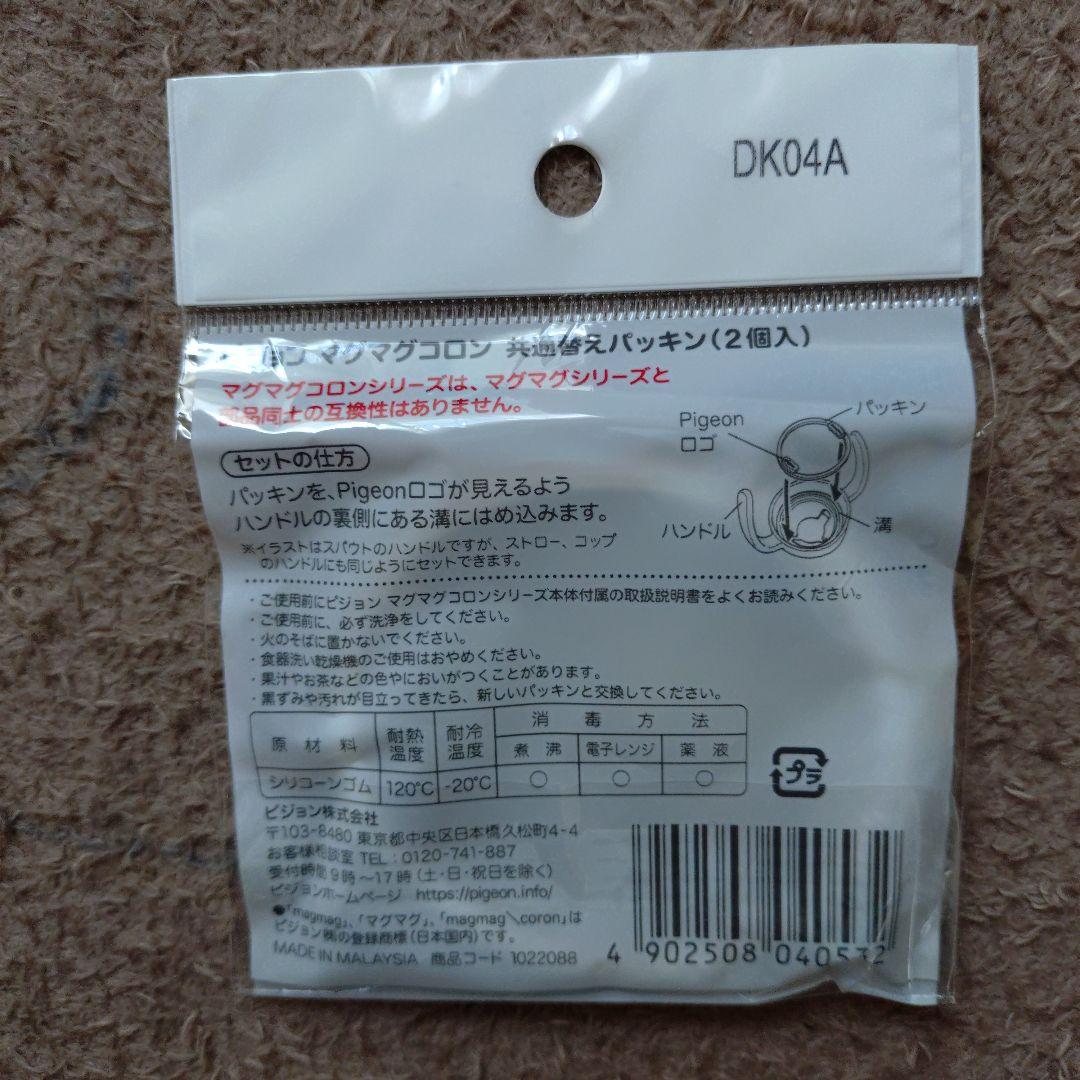 DK04A
ピジョン マグマグコロン 共通替えパッキン(2個入)
マグマグコロンシリーズは、マグマグシリーズと
部品同士の互換性はありません。
セットの仕方
パッキンを、Pigeonロゴが見えるよう
ハンドルの裏側にある溝にはめ込みます。
※イラストはスパウトのハンドルですが、ストロー、コップ
のハンドルにも同じようにセットできます。
Pigeon
ロゴ
パッキン
ハンドル
溝
・ご使用前にピジョン マグマグコロンシリーズ本体付属の取扱説明書をよくお読みください。
・ご使用前に、必ず洗浄をしてください。
・火のそばに置かないでください。
・食器洗い乾燥機のご使用はおやめください。
・果汁やお茶などの色やにおいがつくことがあります。
・黒ずみや汚れが目立ってきたら、新しいパッキンと交換してください。
原材料 耐熱温度 耐冷温度 消毒方法
煮沸 電子レンジ 薬液
シリコーンゴム 120℃ -20℃ ○ ○ ○
プラ
ピジョン株式会社
〒103-8480 東京都中央区日本橋久松町4-4
お客様相談室 TEL:0120-741-887
受付時間9時~17時(土・日・祝日を除く)
ピジョンホームページ https://pigeon.info/
●「magmag」、「マグマグ」、「magmag\coron」は
ピジョン㈱の登録商標(日本国内)です。
MADE IN MALAYSIA 商品コード 1022088
4 902508 040532